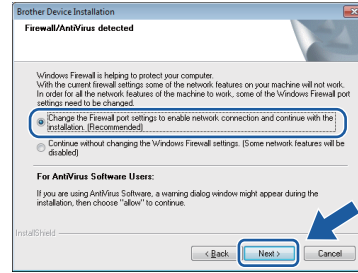 Brother Device Installation
Firewall/AntiVirus detected
Windows Firewall is helping to protect your computer.
With the current firewall settings some of the network features on your machine will not work.
In order for all the network features of the machine to work, some of the Windows Firewall port
settings need to be changed.
Change the Firewall port settings to enable network connection and continue with the
installation. (Recommended)
Continue without changing the Windows Firewall settings. (Some network features will be
disabled)
For AntiVirus Software Users:
If you are using AntiVirus Software, a warning dialog window might appear during the
installation, then choose "allow" to continue.
InstallShield
< Back
Next >
Cancel